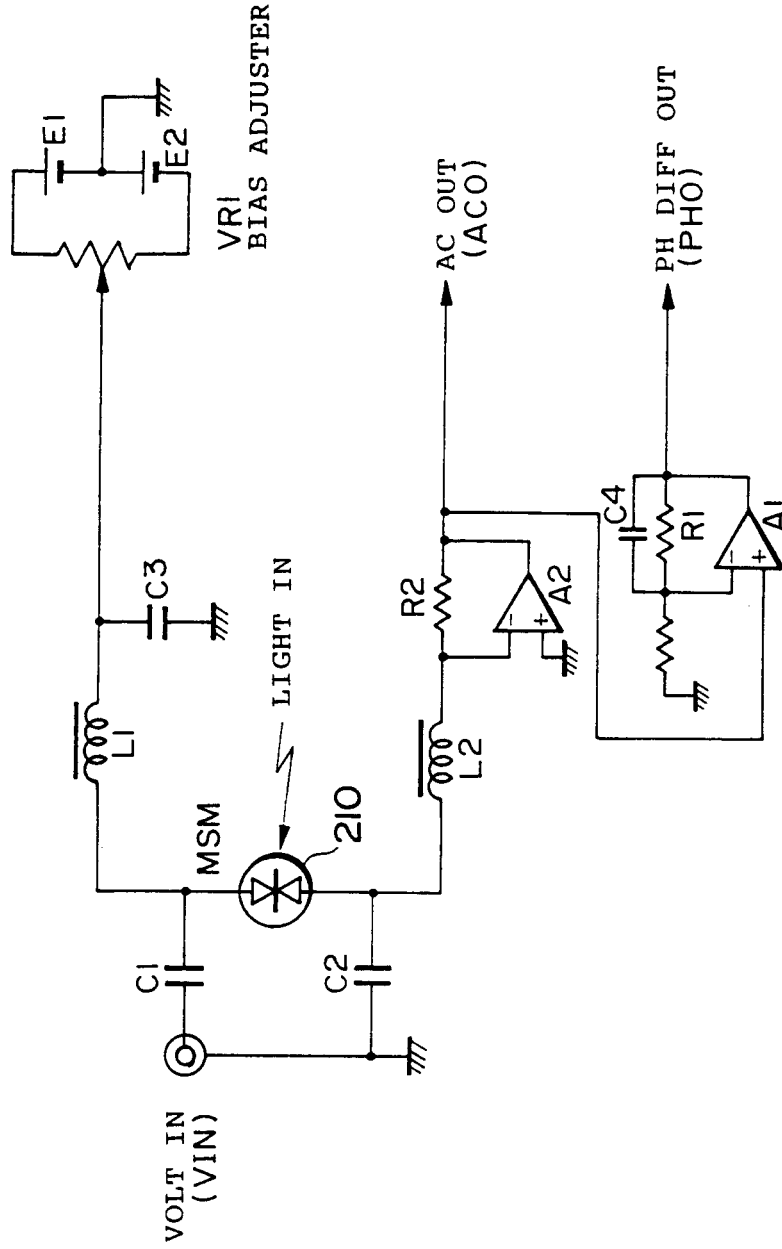 VOLT IN
(VIN)
C1
C2
MSM
210
LIGHT IN
L1
C3
VR1
BIAS ADJUSTER
E1
E2
L2
R2
-
+
A2
AC OUT
(ACO)
C4
R1
-
+
A1
PH DIFF OUT
(PHO)